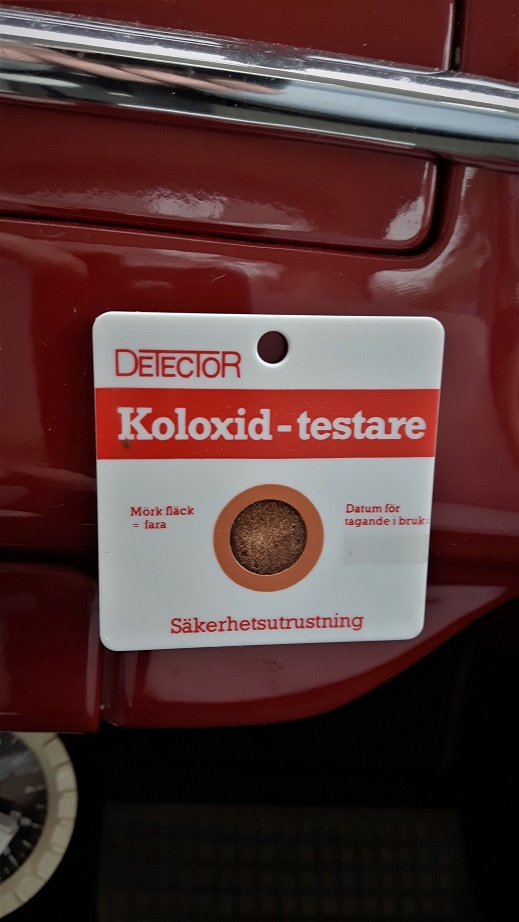 DETECTOR
Koloxid-testare
Mörk fläck
= fara
Datum för
tagande i bruk:
Säkerhetsutrustning